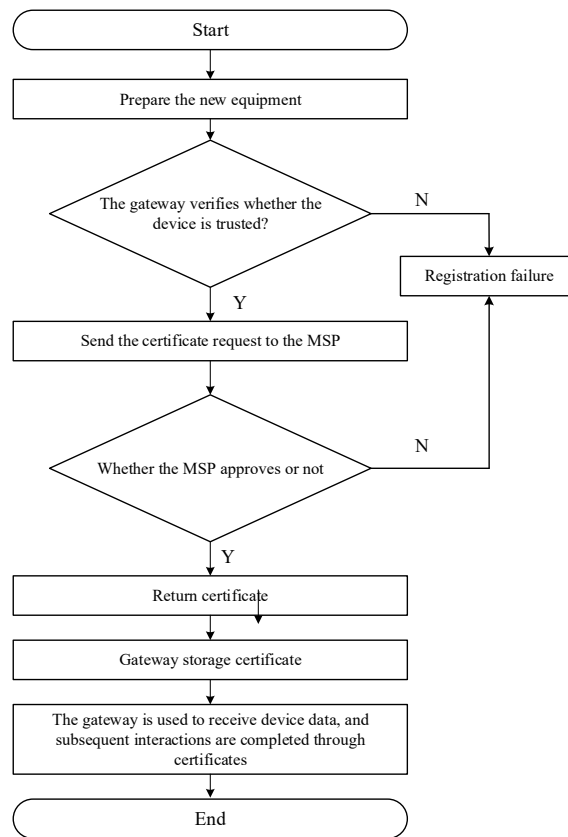 Start
Prepare the new equipment
The gateway verifies whether the
device is trusted?
N
Registration failure
Y
Send the certificate request to the MSP
Whether the MSP approves or not
N
Y
Return certificate
Gateway storage certificate
The gateway is used to receive device data, and
subsequent interactions are completed through
certificates
End